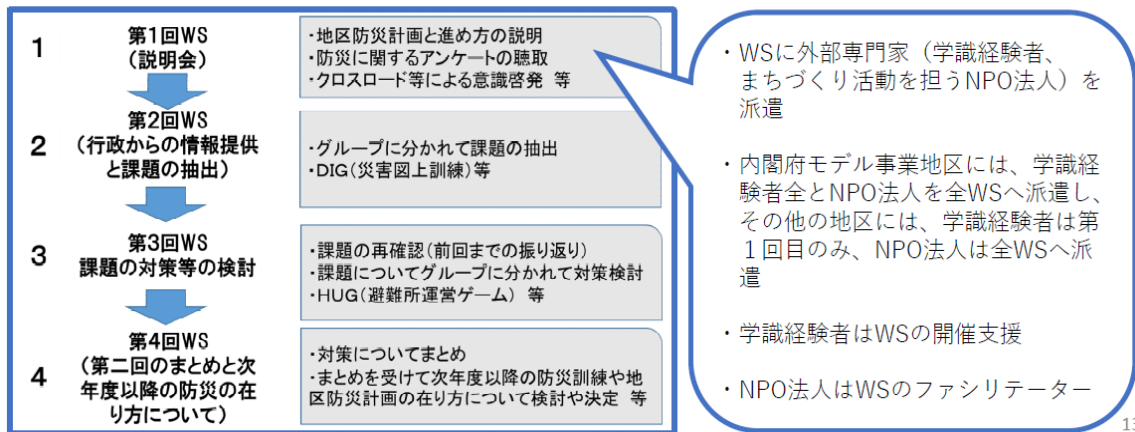 1
第1回WS
(説明会)
・地区防災計画と進め方の説明
・防災に関するアンケートの聴取
・クロスロード等による意識啓発 等
2
第2回WS
(行政からの情報提供
と課題の抽出)
・グループに分かれて課題の抽出
・DIG(災害図上訓練)等
3
第3回WS
課題の対策等の検討
・課題の再確認(前回までの振り返り)
・課題についてグループに分かれて対策検討
・HUG(避難所運営ゲーム) 等
4
第4回WS
(第二回のまとめと次
年度以降の防災の在
り方について)
・対策についてまとめ
・まとめを受けて次年度以降の防災訓練や地
区防災計画の在り方について検討や決定 等
・WSに外部専門家(学識経験者、
まちづくり活動を担うNPO法人)を
派遣
・内閣府モデル事業地区には、学識経
験者全とNPO法人を全WSへ派遣し、
その他の地区には、学識経験者は第
1回目のみ、NPO法人は全WSへ派
遣
・学識経験者はWSの開催支援
・NPO法人はWSのファシリテーター
13